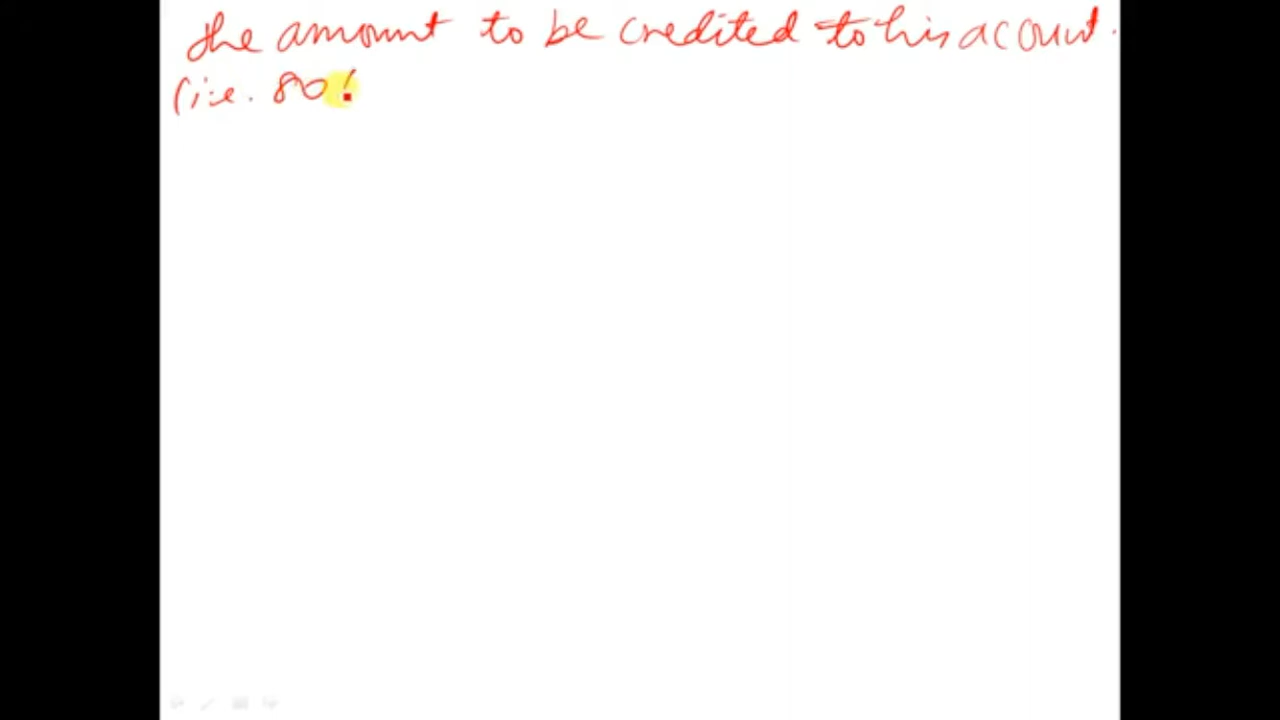 the amount to be credited to his acount.
(i.e. 80